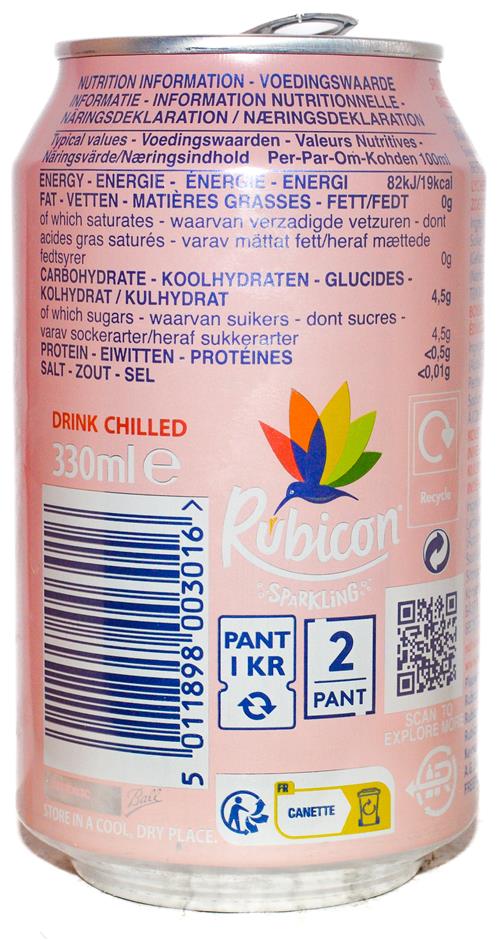 NUTRITION INFORMATION - VOEDINGSWAARDE
INFORMATIE - INFORMATION NUTRITIONNELLE -
NÄRINGSDEKLARATION / NÆRINGSDEKLARATION
Typical values - Voedingswaarden - Valeurs Nutritives -
Näringsvärde/Næringsindhold Per-Par-Om-Kohden 100ml
ENERGY - ENERGIE - ÉNERGIE - ENERGI 82kJ/19kcal
FAT - VETTEN - MATIÈRES GRASSES - FETT/FEDT 0g
of which saturates - waarvan verzadigde vetzuren - dont
acides gras saturés - varav mättat fett/heraf mættede
fedtsyrer 0g
CARBOHYDRATE - KOOLHYDRATEN - GLUCIDES -
KOLHYDRAT / KULHYDRAT 4,5g
of which sugars - waarvan suikers - dont sucres -
varav sockerarter/heraf sukkerarter 4,5g
PROTEIN - EIWITTEN - PROTÉINES <0,5g
SALT - ZOUT - SEL <0,01g
DRINK CHILLED
330ml e
Rubicon
SPARKLING
Recycle
5 011898 003016 >
PANT
1 KR
2
PANT
SCAN TO
EXPLORE MORE
Ball
STORE IN A COOL, DRY PLACE.
FR
CANETTE